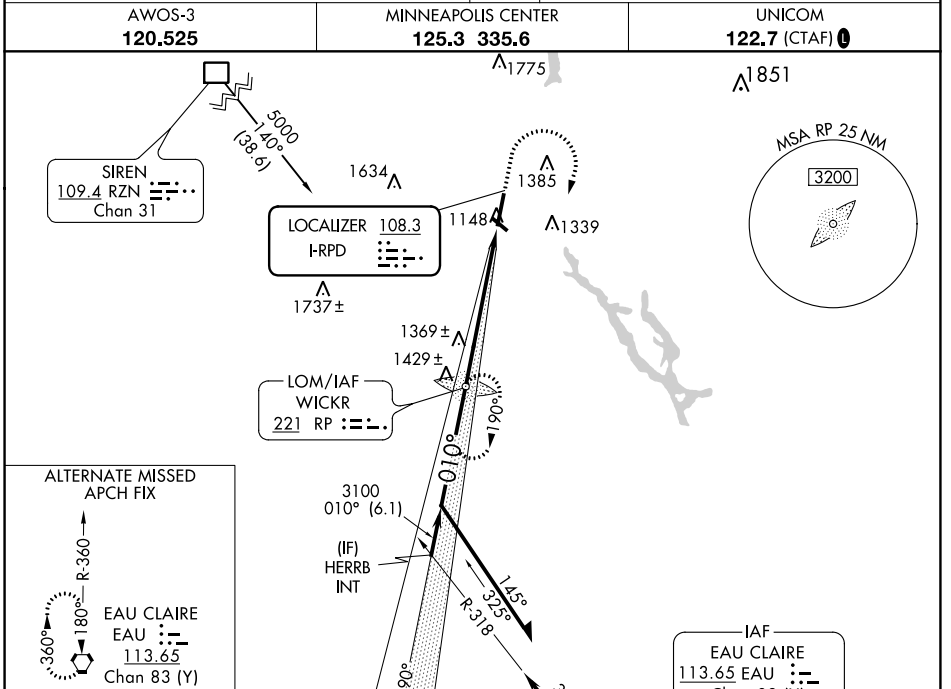 AWOS-3
120.525
MINNEAPOLIS CENTER
125.3 335.6
UNICOM
122.7 (CTAF) L
1775
1851
5000
140°
(38.6)
SIREN
109.4 RZN
Chan 31
1634
1385
MSA RP 25 NM
3200
LOCALIZER 108.3
I-RPD
1148
1339
1737±
1369±
1429±
LOM/IAF
WICKR
221 RP
190°
010°
ALTERNATE MISSED
APCH FIX
R-360
180°
360°
EAU CLAIRE
EAU
113.65
Chan 83 (Y)
3100
010° (6.1)
(IF)
HERRB
INT
145°
325°
R-318
90°
IAF
EAU CLAIRE
113.65 EAU